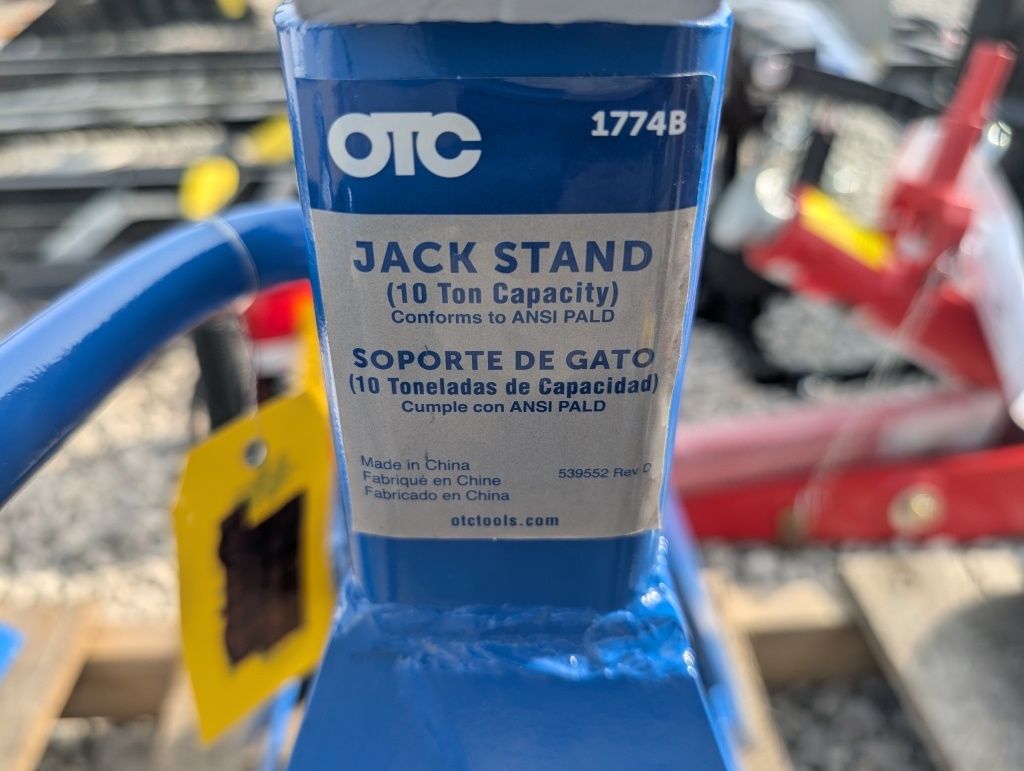 OTC
1774B
JACK STAND
(10 Ton Capacity)
Conforms to ANSI PALD
SOPORTE DE GATO
(10 Toneladas de Capacidad)
Cumple con ANSI PALD
Made in China
Fabriqué en Chine
Fabricado en China
539552 Rev D
otctools.com